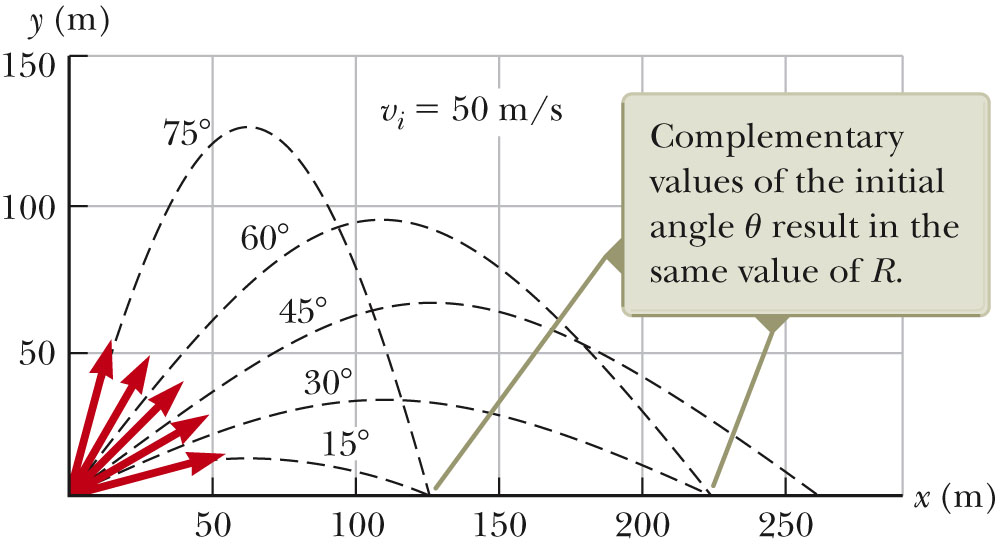 y (m)
150
100
50
75°
60°
45°
30°
15°
vᵢ = 50 m/s
Complementary
values of the initial
angle θ result in the
same value of R.
50
100
150
200
250
x (m)